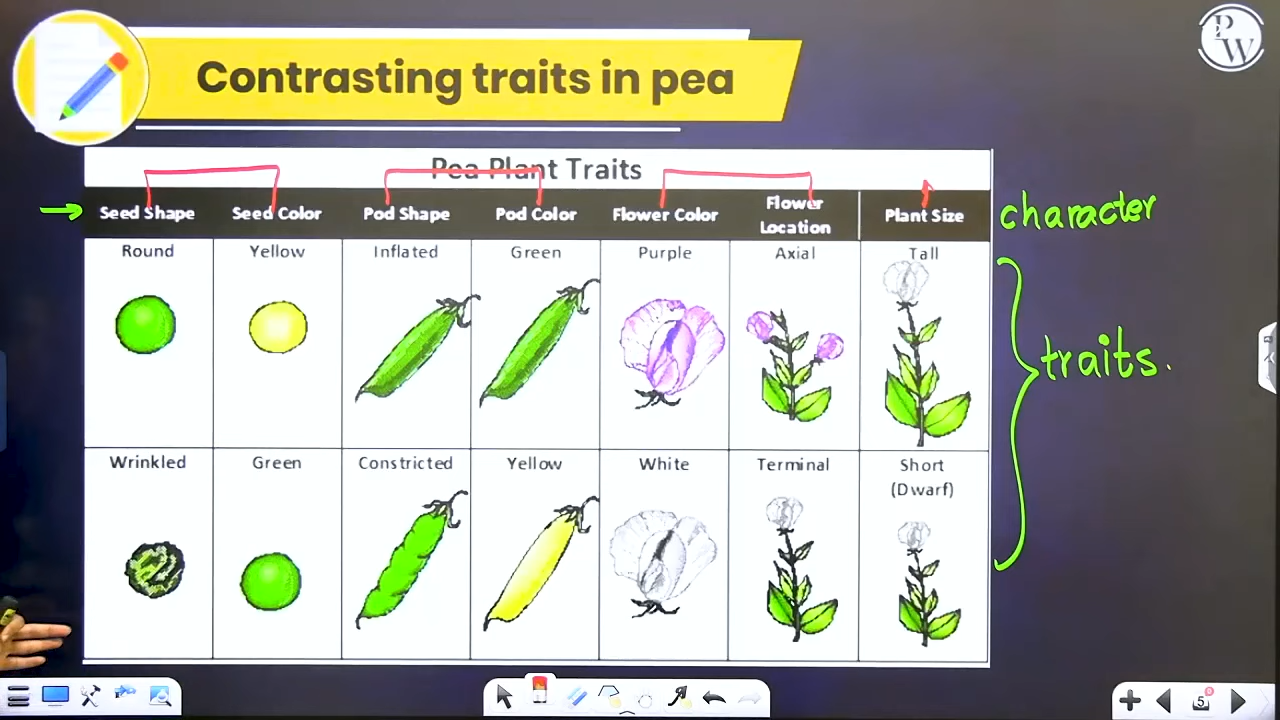 PW
Contrasting traits in pea
Pea Plant Traits
Seed Shape Seed Color Pod Shape Pod Color Flower Color Flower Location Plant Size character
Round Yellow Inflated Green Purple Axial Tall
traits.
Wrinkled Green Constricted Yellow White Terminal Short
(Dwarf)
5